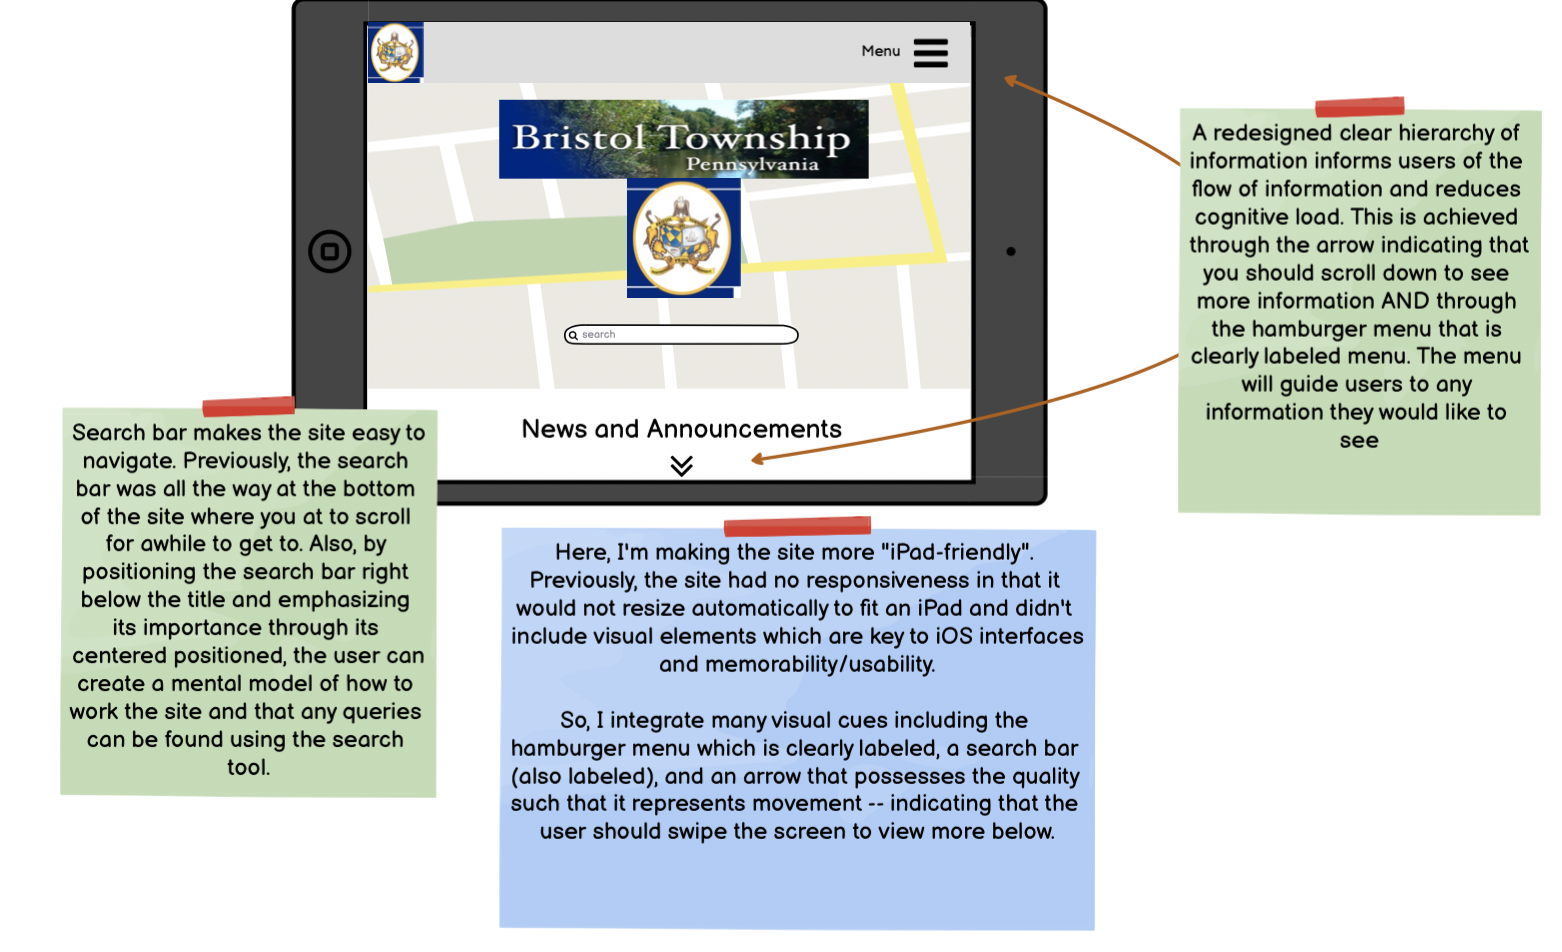 Menu
Bristol Township
Pennsylvania
search
News and Announcements
A redesigned clear hierarchy of
information informs users of the
flow of information and reduces
cognitive load. This is achieved
through the arrow indicating that
you should scroll down to see
more information AND through
the hamburger menu that is
clearly labeled menu. The menu
will guide users to any
information they would like to
see
Search bar makes the site easy to
navigate. Previously, the search
bar was all the way at the bottom
of the site where you at to scroll
for awhile to get to. Also, by
positioning the search bar right
below the title and emphasizing
its importance through its
centered positioned, the user can
create a mental model of how to
work the site and that any queries
can be found using the search
tool.
Here, I'm making the site more "iPad-friendly".
Previously, the site had no responsiveness in that it
would not resize automatically to fit an iPad and didn't
include visual elements which are key to iOS interfaces
and memorability/usability.
So, I integrate many visual cues including the
hamburger menu which is clearly labeled, a search bar
(also labeled), and an arrow that possesses the quality
such that it represents movement -- indicating that the
user should swipe the screen to view more below.